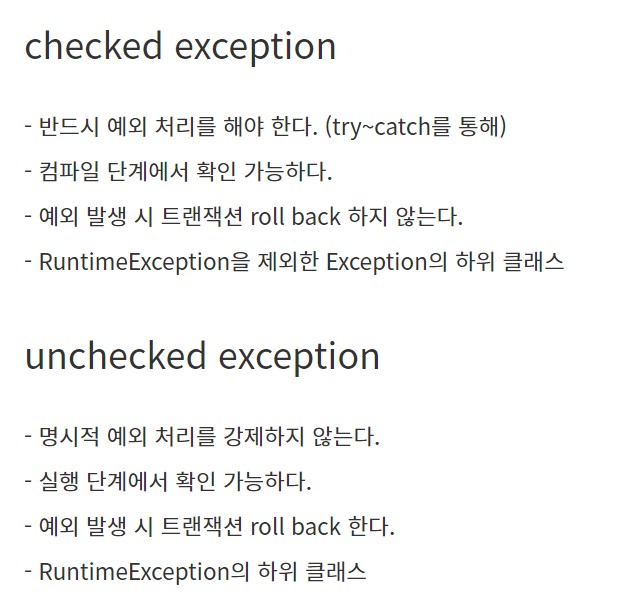 checked exception
- 반드시 예외 처리를 해야 한다. (try~catch를 통해)
- 컴파일 단계에서 확인 가능하다.
- 예외 발생 시 트랜잭션 roll back 하지 않는다.
- RuntimeException을 제외한 Exception의 하위 클래스
unchecked exception
- 명시적 예외 처리를 강제하지 않는다.
- 실행 단계에서 확인 가능하다.
- 예외 발생 시 트랜잭션 roll back 한다.
- RuntimeException의 하위 클래스